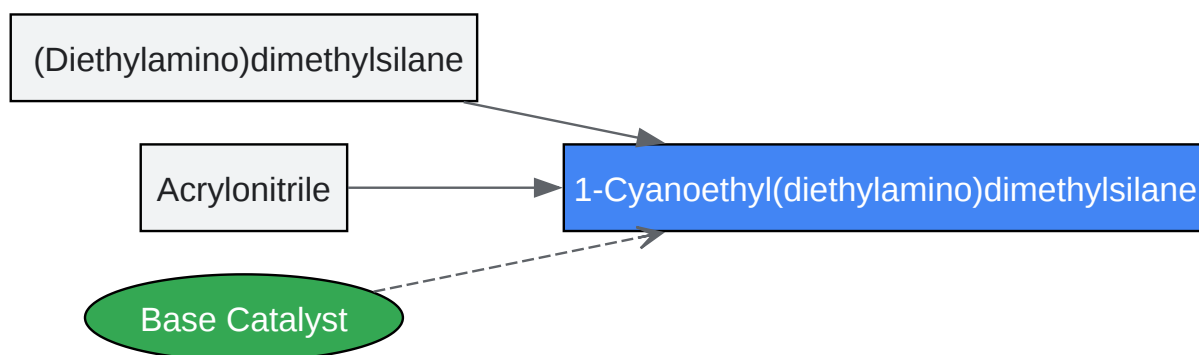 (Diethylamino)dimethylsilane
Acrylonitrile
1-Cyanoethyl(diethylamino)dimethylsilane
Base Catalyst